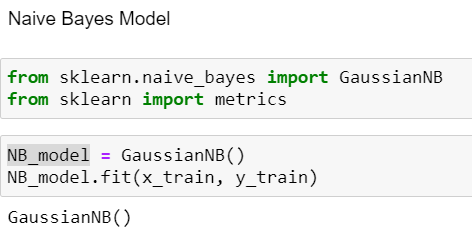 Naive Bayes Model
from sklearn.naive_bayes import GaussianNB
from sklearn import metrics
NB_model = GaussianNB()
NB_model.fit(x_train, y_train)
GaussianNB()